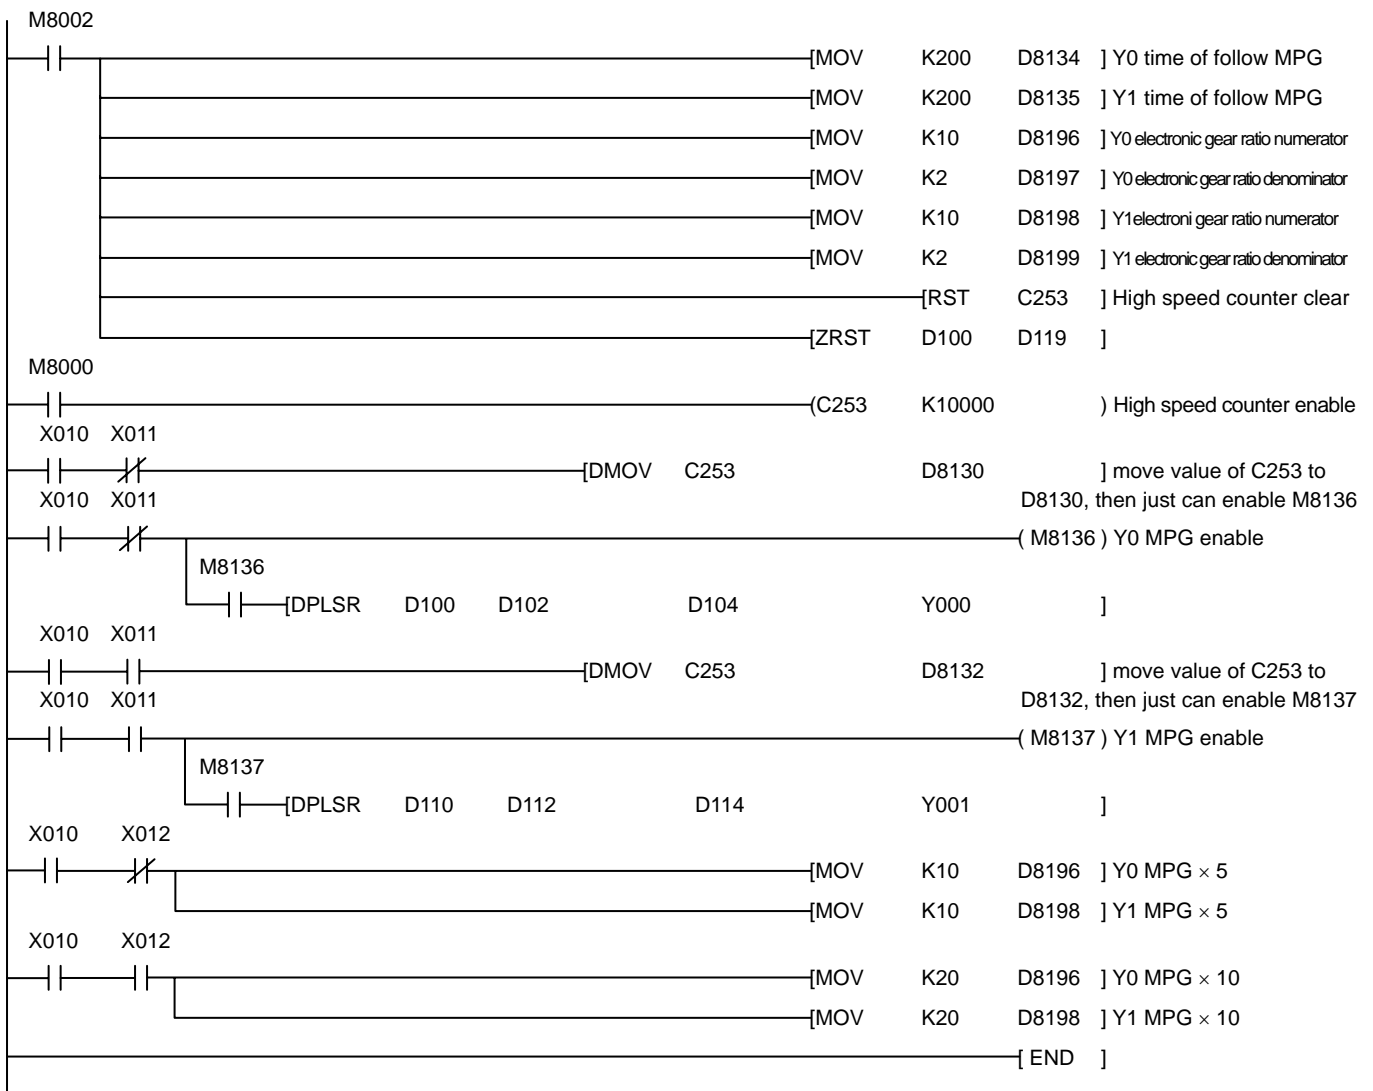 M8002
[MOV K200 D8134 ] Y0 time of follow MPG
[MOV K200 D8135 ] Y1 time of follow MPG
[MOV K10 D8196 ] Y0 electronic gear ratio numerator
[MOV K2 D8197 ] Y0 electronic gear ratio denominator
[MOV K10 D8198 ] Y1electroni gear ratio numerator
[MOV K2 D8199 ] Y1 electronic gear ratio denominator
[RST C253 ] High speed counter clear
[ZRST D100 D119 ]
M8000
(C253 K10000 ) High speed counter enable
X010 X011
[DMOV C253 D8130 ] move value of C253 to
X010 X011 D8130, then just can enable M8136
( M8136 ) Y0 MPG enable
M8136
[DPLSR D100 D102 D104 Y000 ]
X010 X011
[DMOV C253 D8132 ] move value of C253 to
X010 X011 D8132, then just can enable M8137
( M8137 ) Y1 MPG enable
M8137
[DPLSR D110 D112 D114 Y001 ]
X010 X012
[MOV K10 D8196 ] Y0 MPG × 5
[MOV K10 D8198 ] Y1 MPG × 5
X010 X012
[MOV K20 D8196 ] Y0 MPG × 10
[MOV K20 D8198 ] Y1 MPG × 10
[ END ]